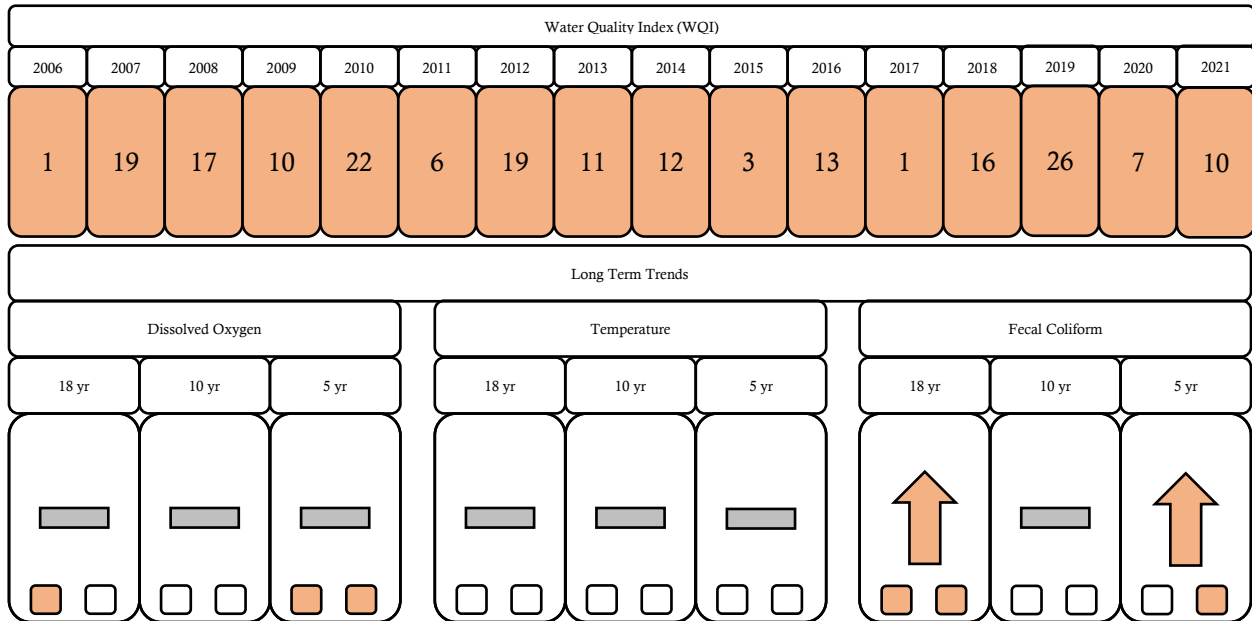 Water Quality Index (WQI)
2006 2007 2008 2009 2010 2011 2012 2013 2014 2015 2016 2017 2018 2019 2020 2021
1 19 17 10 22 6 19 11 12 3 13 1 16 26 7 10
Long Term Trends
Dissolved Oxygen Temperature Fecal Coliform
18 yr 10 yr 5 yr 18 yr 10 yr 5 yr 18 yr 10 yr 5 yr